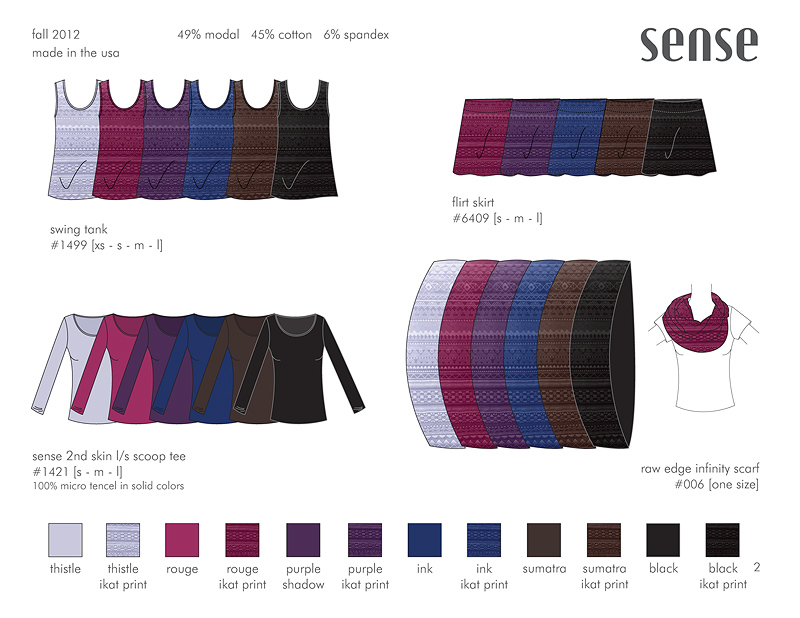 fall 2012
49% modal 45% cotton 6% spandex
made in the usa
sense
swing tank
#1499 [xs - s - m - l]
flirt skirt
#6409 [s - m - l]
sense 2nd skin l/s scoop tee
#1421 [s - m - l]
100% micro tencel in solid colors
raw edge infinity scarf
#006 [one size]
thistle
thistle
ikat print
rouge
rouge
ikat print
purple
shadow
purple
ikat print
ink
ink
ikat print
sumatra
sumatra
ikat print
black
black
ikat print
2